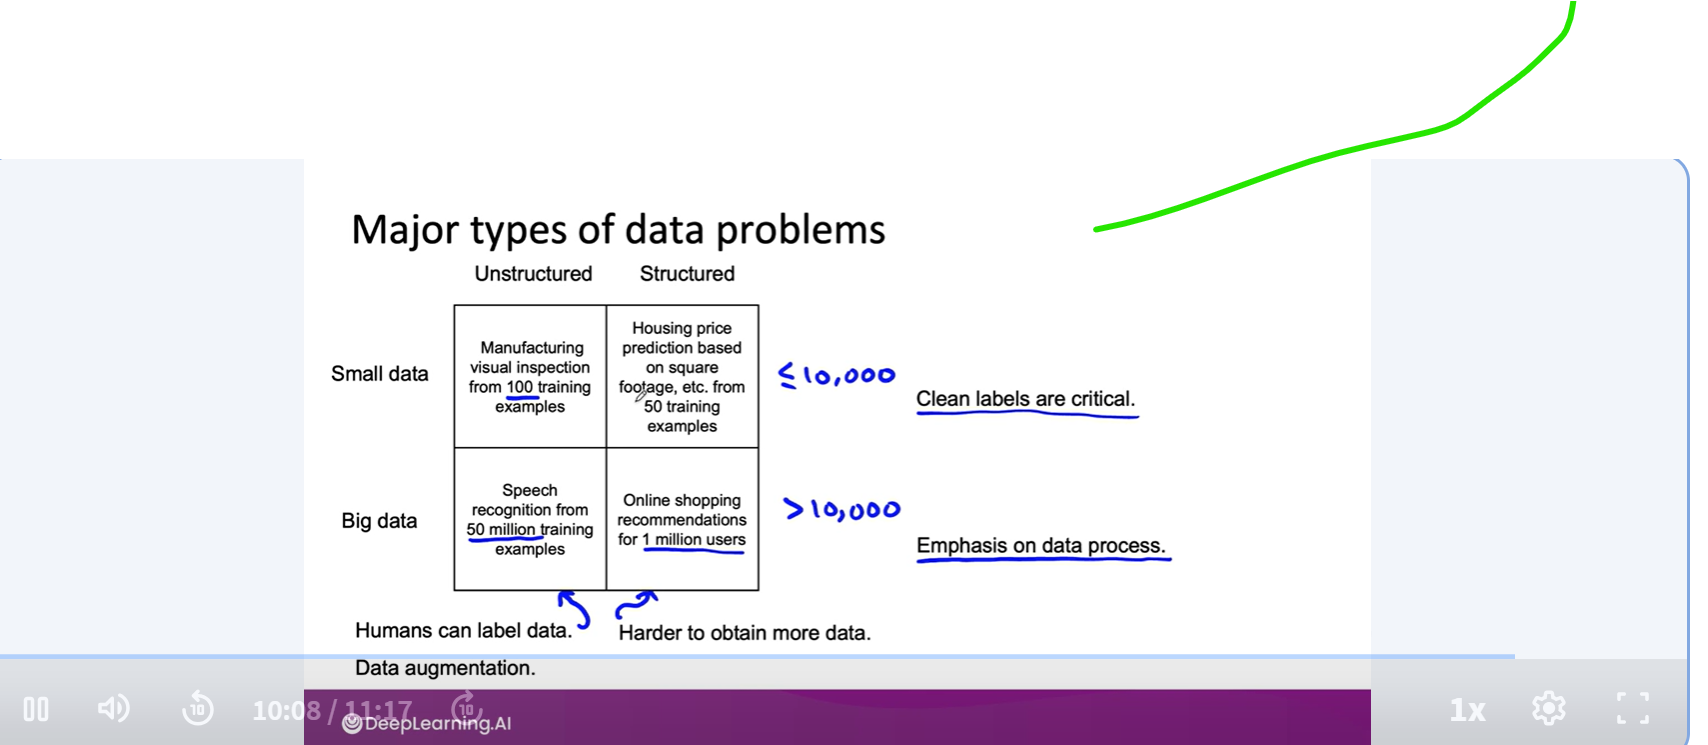 Major types of data problems
Unstructured Structured
Small data
Manufacturing
visual inspection
from 100 training
examples
Housing price
prediction based
on square
footage, etc. from
50 training
examples
≤10,000
Clean labels are critical.
Big data
Speech
recognition from
50 million training
examples
Online shopping
recommendations
for 1 million users
>10,000
Emphasis on data process.
Humans can label data.
Harder to obtain more data.
Data augmentation.
10
10:08 / 11:17
10
DeepLearning.AI
1x